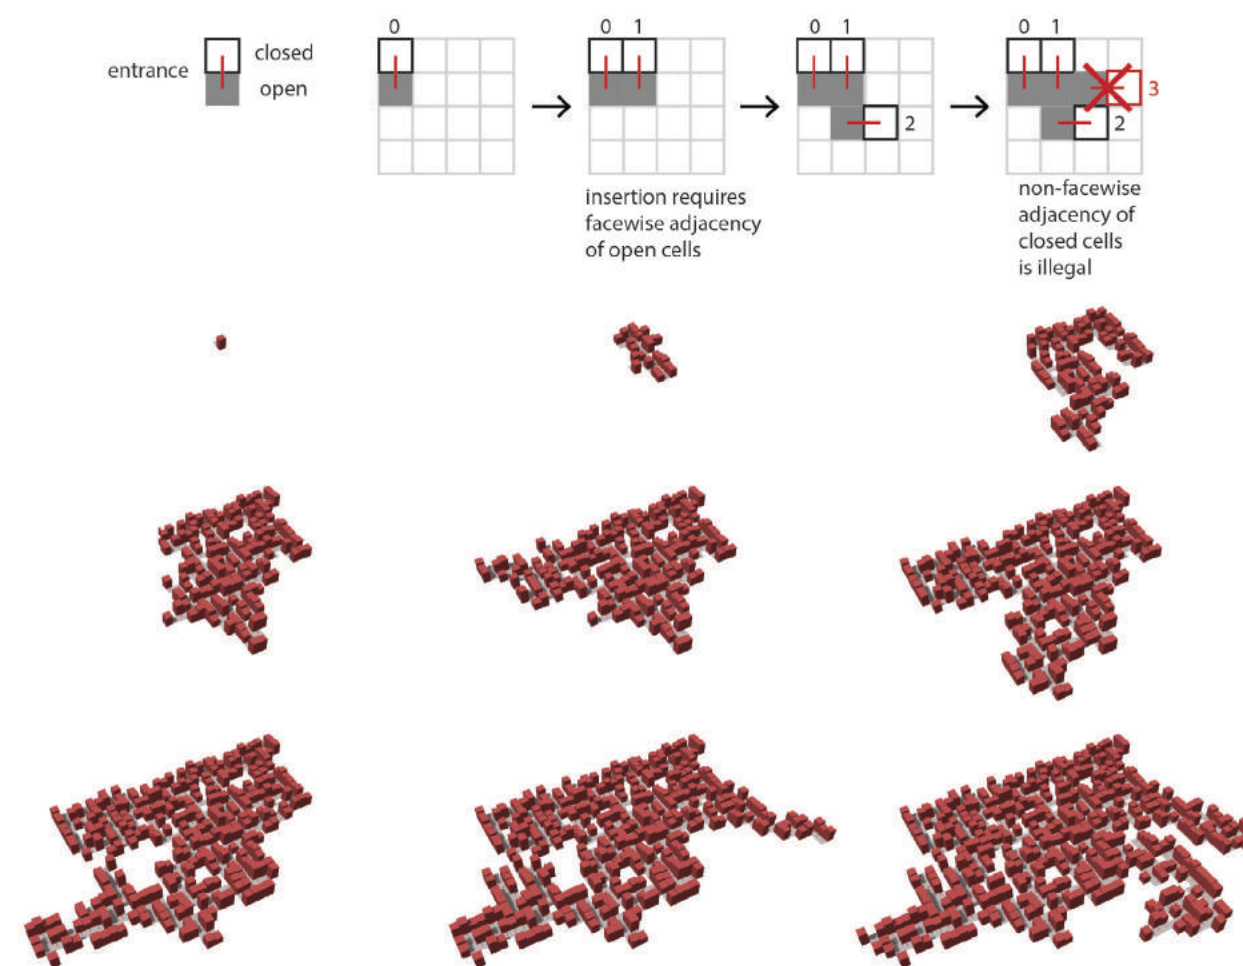 entrance
closed
open
0
0 1
2
0 1
2
0 1
3
2
insertion requires
facewise adjacency
of open cells
non-facewise
adjacency of
closed cells
is illegal